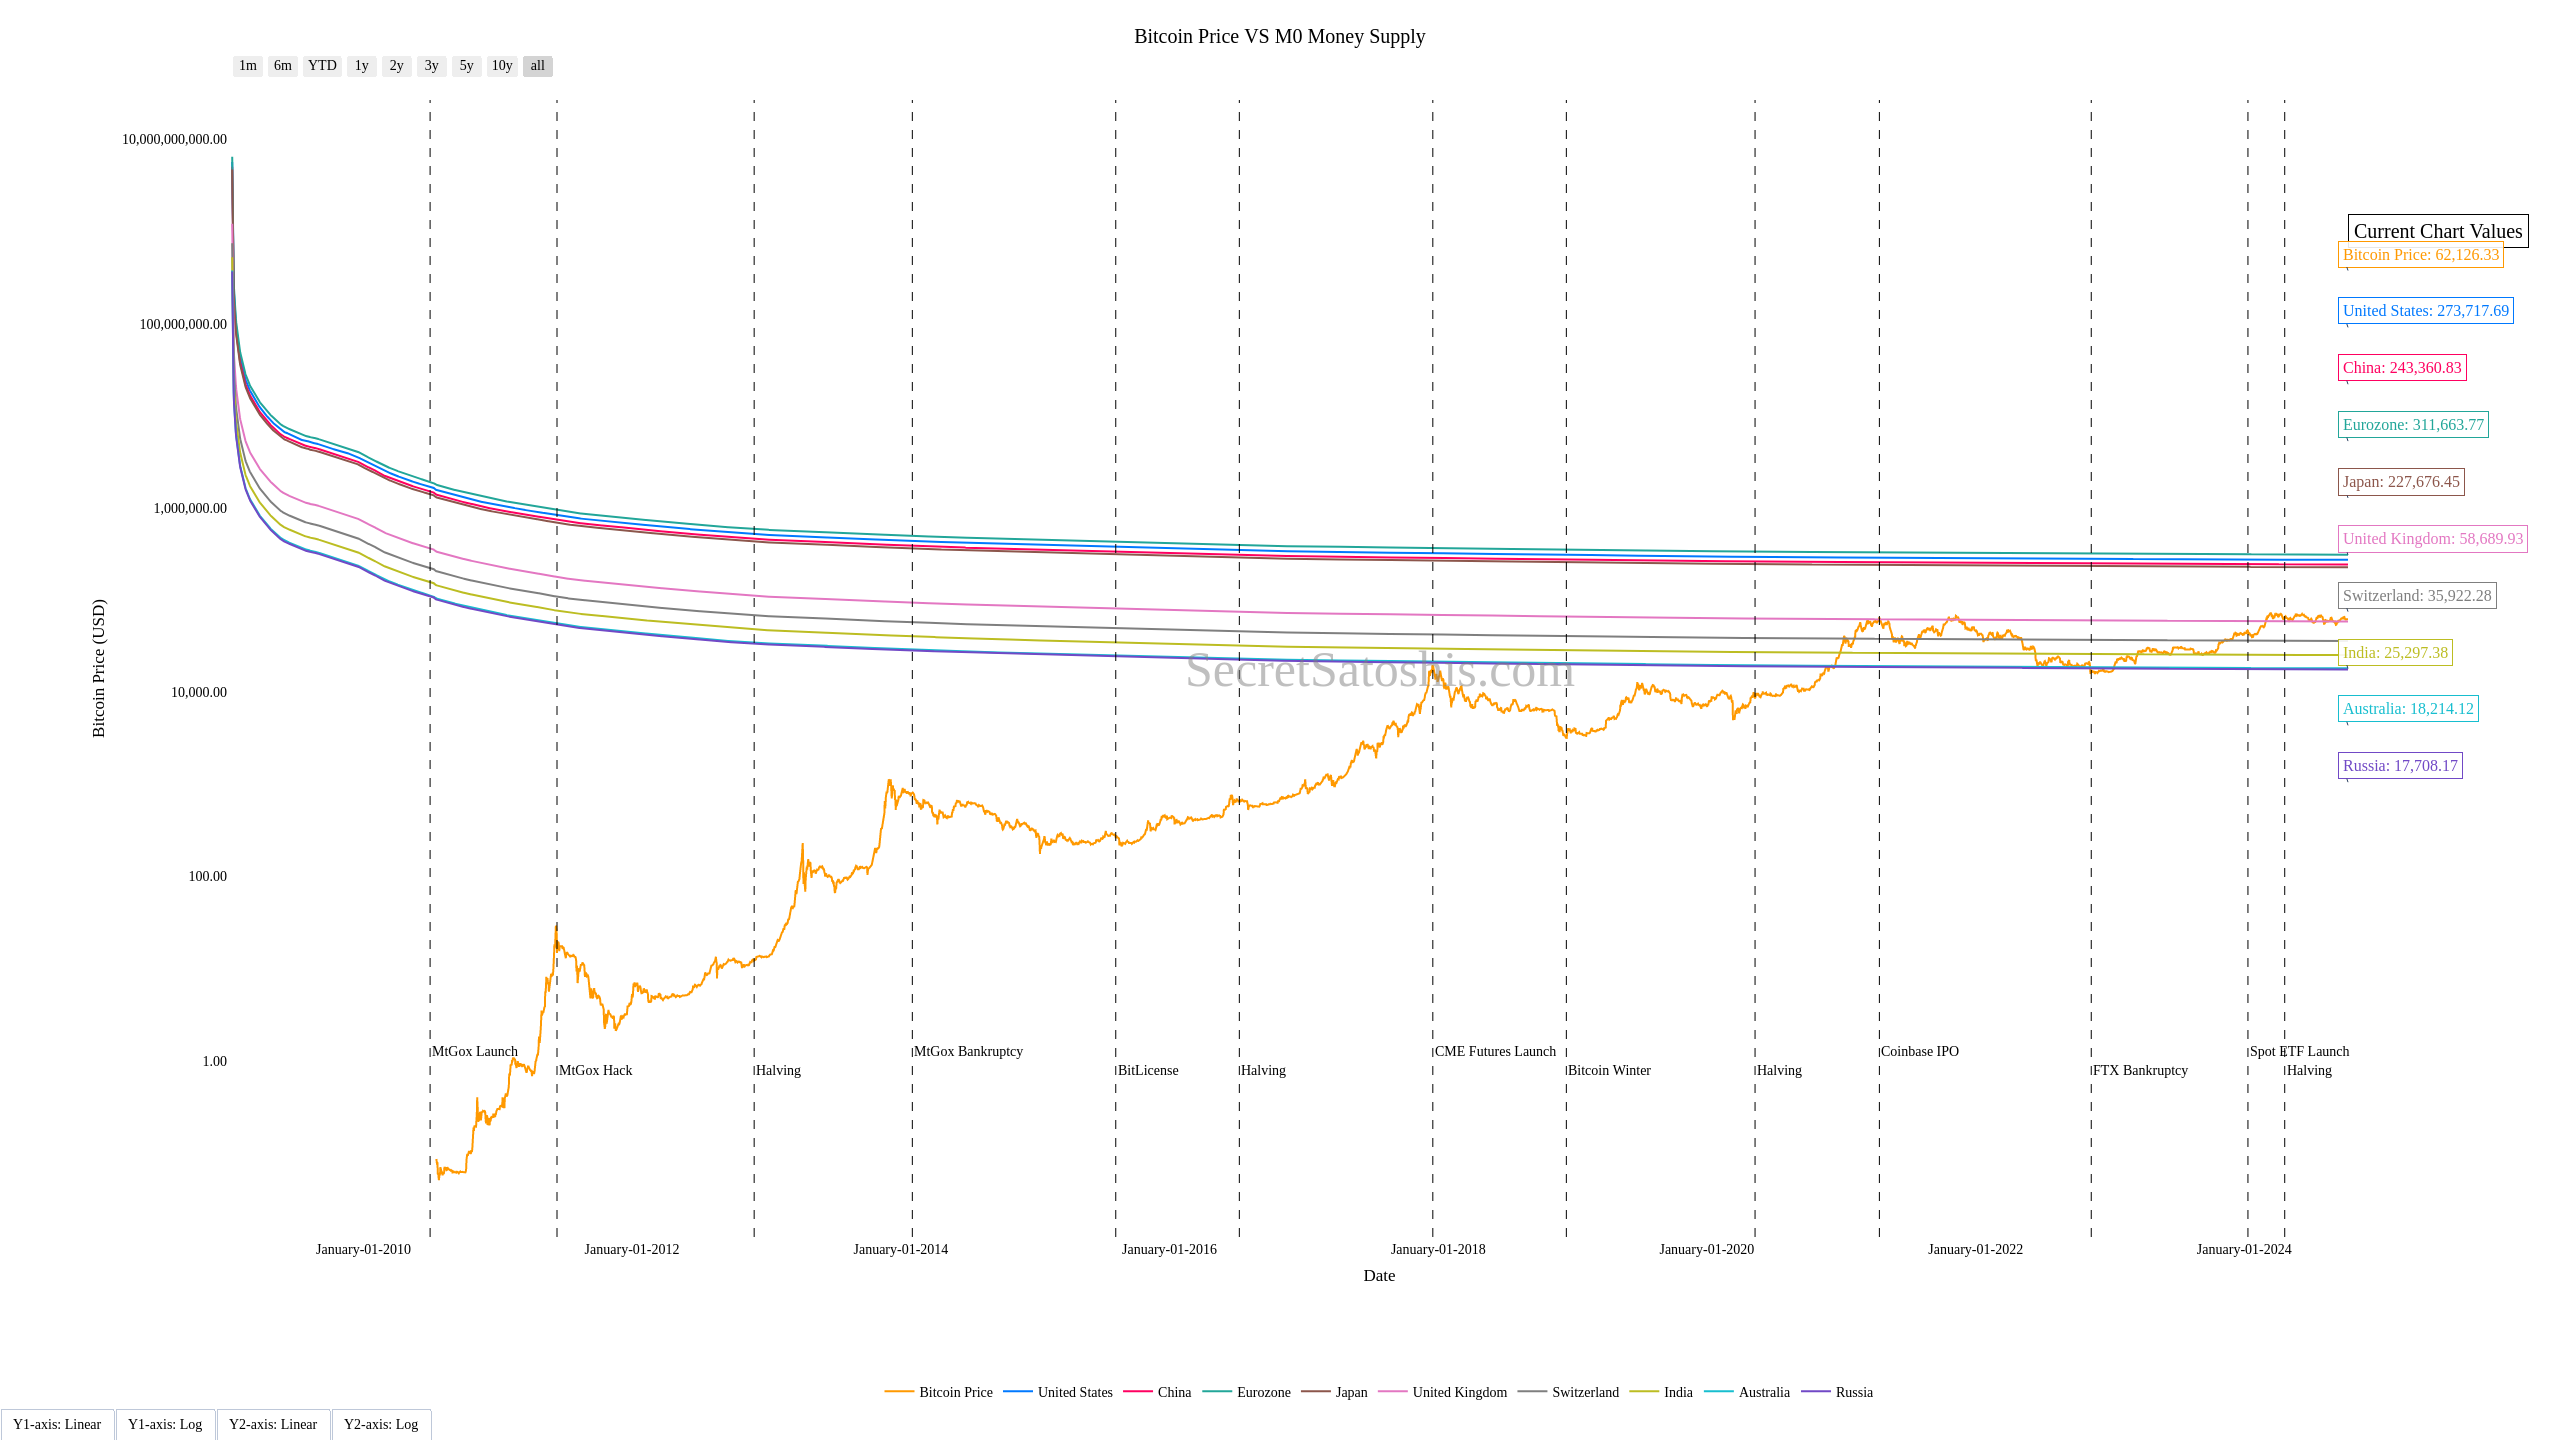 Bitcoin Price VS M0 Money Supply
1m 6m YTD 1y 2y 3y 5y 10y all
10,000,000,000.00
100,000,000.00
1,000,000.00
10,000.00
100.00
1.00
Bitcoin Price (USD)
Current Chart Values
Bitcoin Price: 62,126.33
United States: 273,717.69
China: 243,360.83
Eurozone: 311,663.77
Japan: 227,676.45
United Kingdom: 58,689.93
Switzerland: 35,922.28
India: 25,297.38
Australia: 18,214.12
Russia: 17,708.17
SecretSatoshis.com
MtGox Launch
MtGox Hack
Halving
MtGox Bankruptcy
BitLicense
Halving
CME Futures Launch
Bitcoin Winter
Halving
Coinbase IPO
FTX Bankruptcy
Spot ETF Launch
Halving
January-01-2010 January-01-2012 January-01-2014 January-01-2016 January-01-2018 January-01-2020 January-01-2022 January-01-2024
Date
Bitcoin Price United States China Eurozone Japan United Kingdom Switzerland India Australia Russia
Y1-axis: Linear Y1-axis: Log Y2-axis: Linear Y2-axis: Log